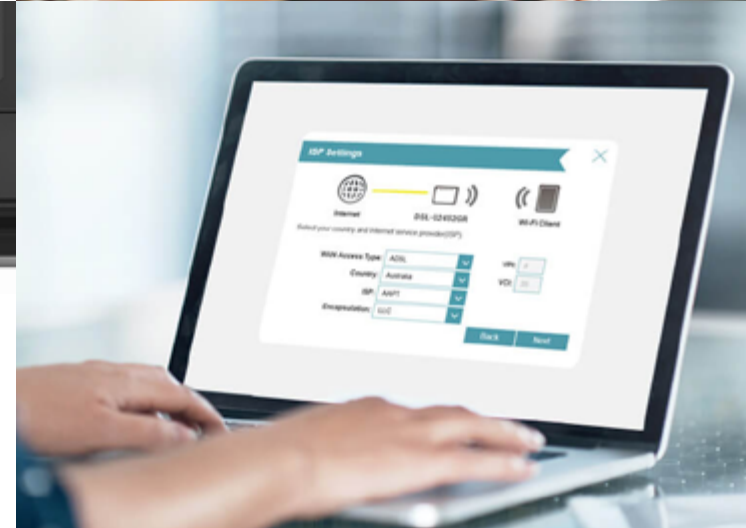 ISP Settings
Internet
DSL-G2452GR
Wi-Fi Client
Select your country and internet service provider(ISP)
WAN Access Type: ADSL
VPI:
Country: Australia
VCI:
ISP: AAPT
Encapsulation: LLC
Back Next